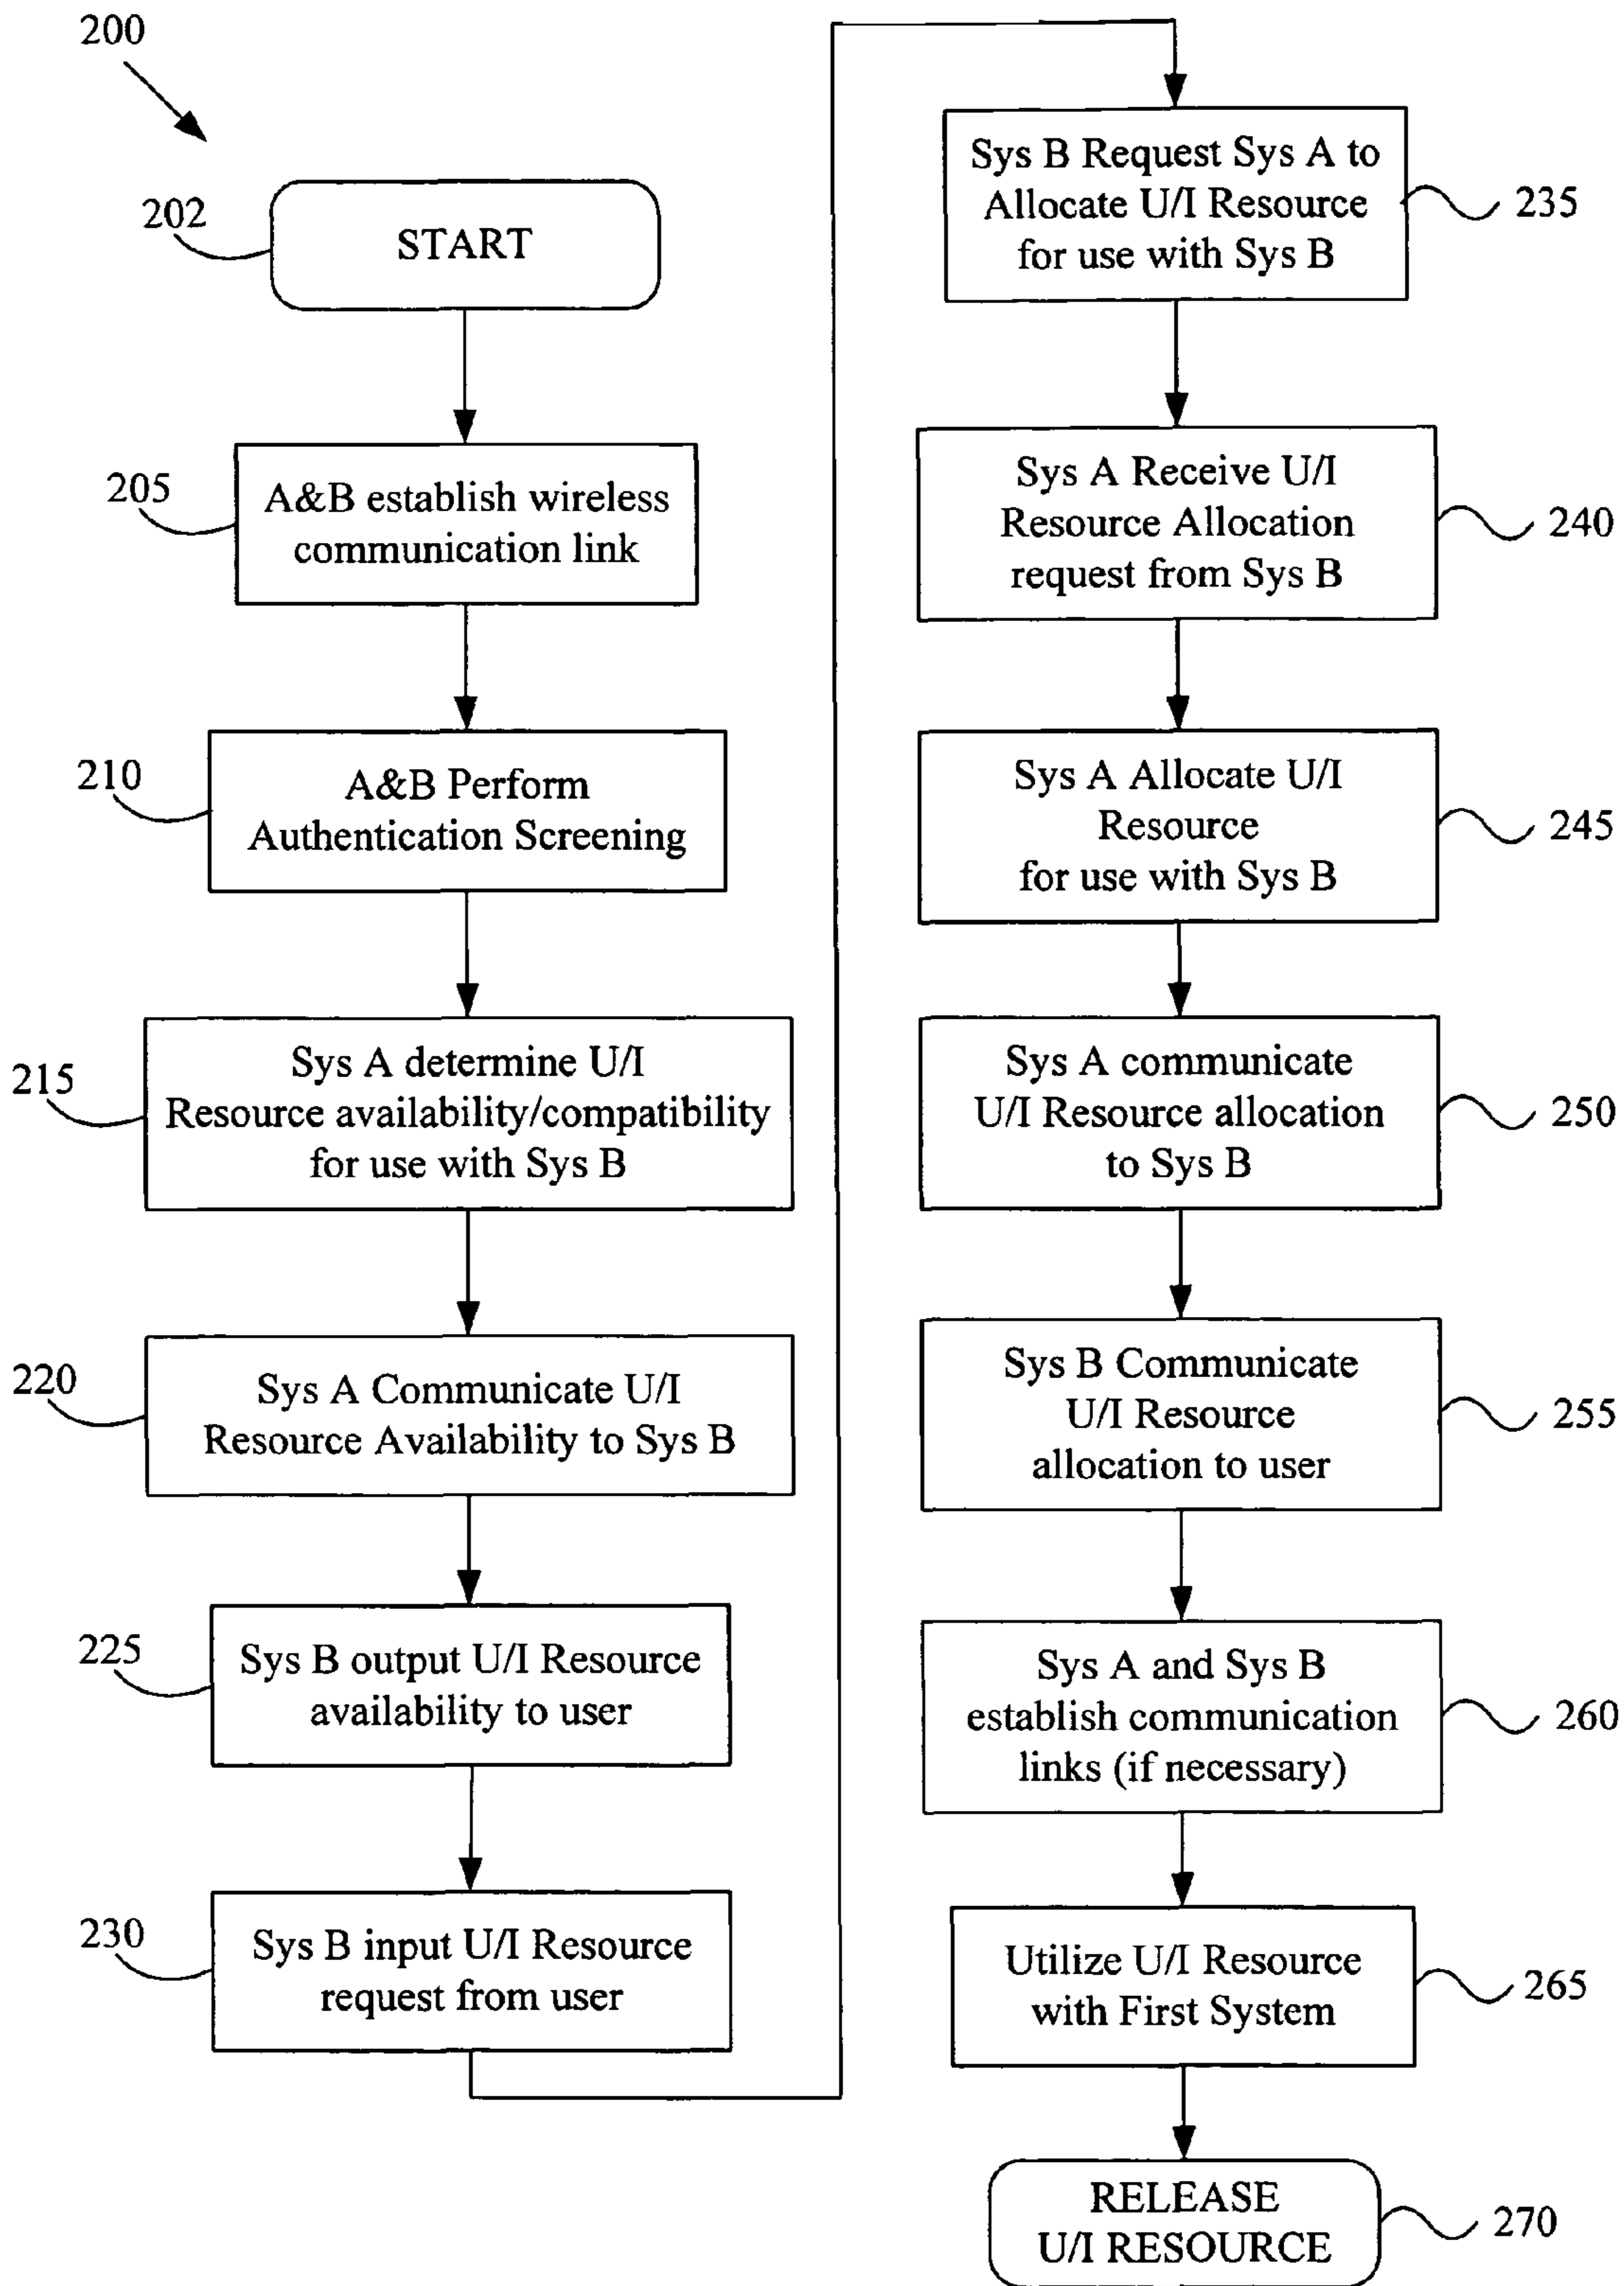 200
202
START
205
A&B establish wireless
communication link
210
A&B Perform
Authentication Screening
215
Sys A determine U/I
Resource availability/compatibility
for use with Sys B
220
Sys A Communicate U/I
Resource Availability to Sys B
225
Sys B output U/I Resource
availability to user
230
Sys B input U/I Resource
request from user
Sys B Request Sys A to
Allocate U/I Resource
for use with Sys B
235
Sys A Receive U/I
Resource Allocation
request from Sys B
240
Sys A Allocate U/I
Resource
for use with Sys B
245
Sys A communicate
U/I Resource allocation
to Sys B
250
Sys B Communicate
U/I Resource
allocation to user
255
Sys A and Sys B
establish communication
links (if necessary)
260
Utilize U/I Resource
with First System
265
RELEASE
U/I RESOURCE
270